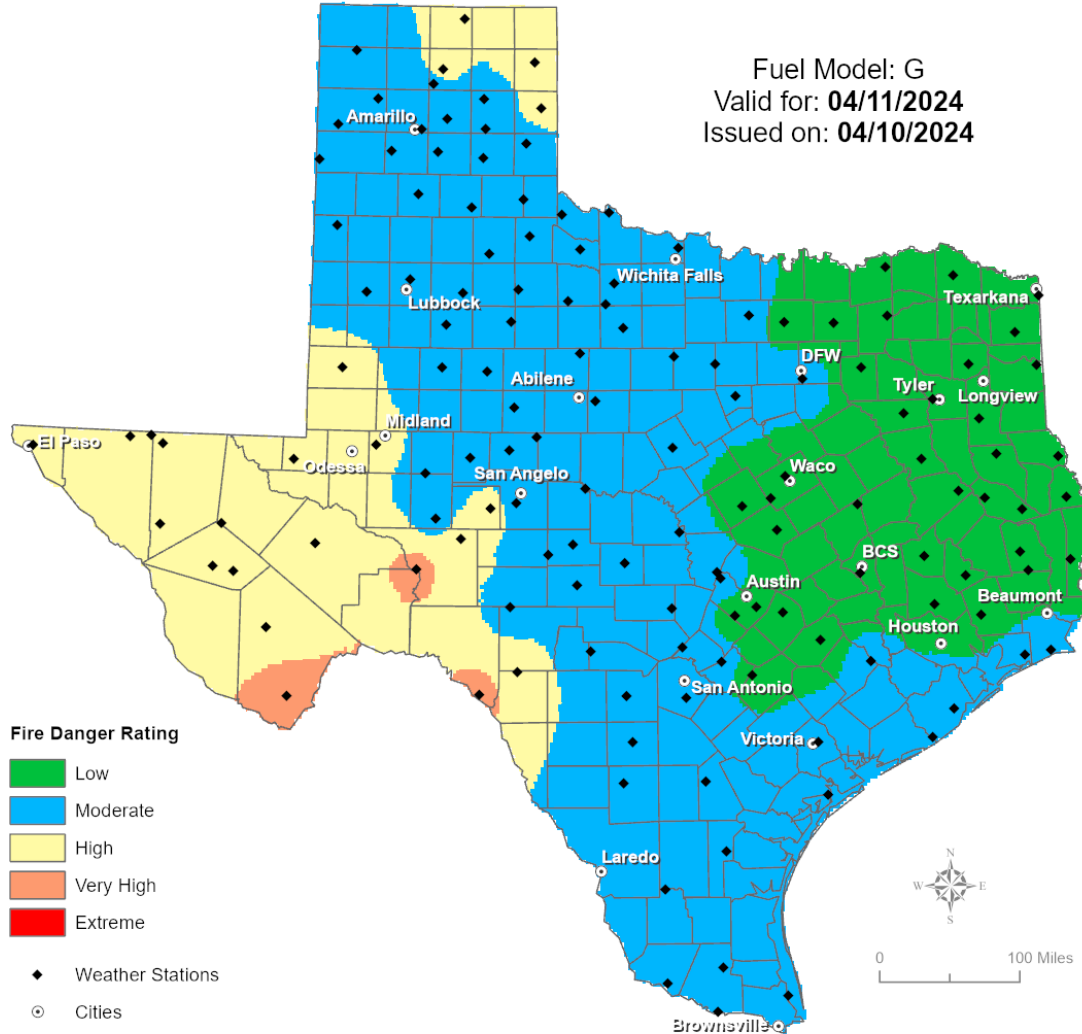 Fuel Model: G
Valid for: 04/11/2024
Issued on: 04/10/2024
Amarillo
Wichita Falls
Lubbock
Texarkana
DFW
Abilene
Tyler
Longview
Midland
El Paso
Odessa
San Angelo
Waco
BCS
Austin
Beaumont
Houston
San Antonio
Victoria
Laredo
Brownsville
Fire Danger Rating
Low
Moderate
High
Very High
Extreme
Weather Stations
Cities
N
W E
S
0 100 Miles